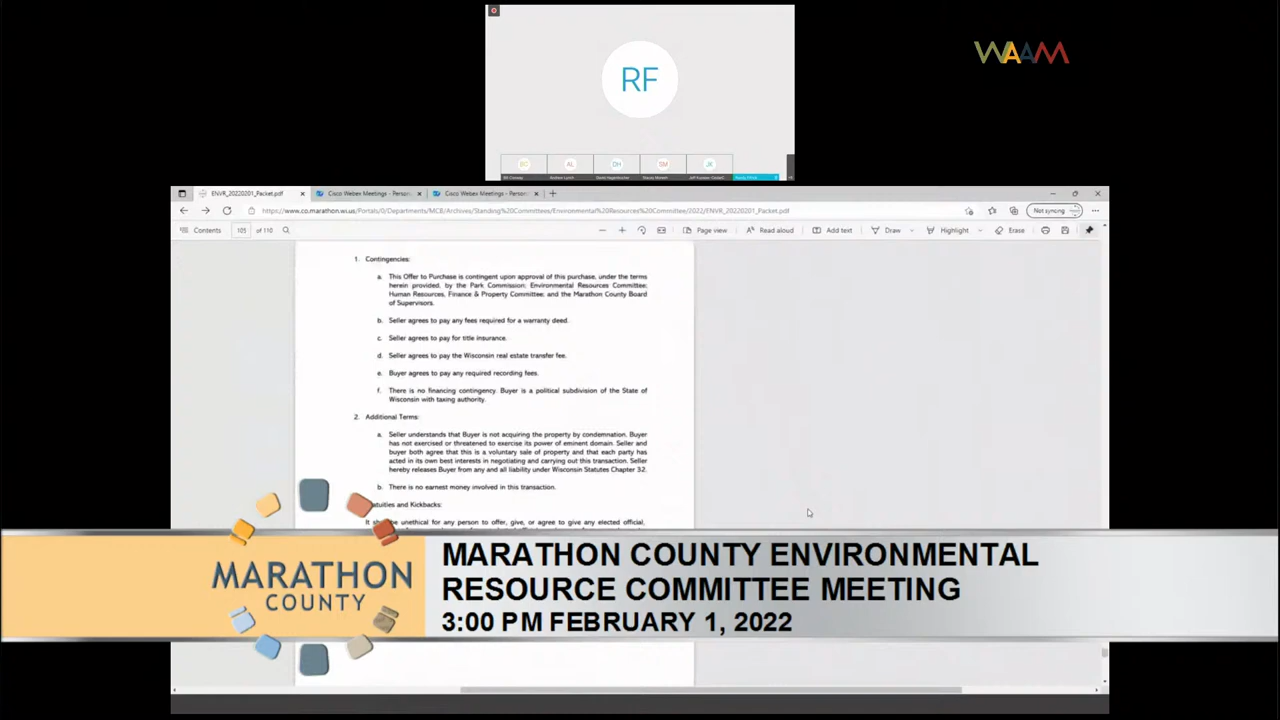 WAAM
RF
BC
AL
DH
SM
JK
ENVR_20220201_Packet.pdf
Cisco Webex Meetings - Person
Cisco Webex Meetings - Person
https://www.co.marathon.wi.us/Portals/0/Departments/MCB/Archives/Standing%20Committees/Environmental%20Resources%20Committee/2022/ENVR_20220201_Packet.pdf
Not syncing
Contents
105 of 110
Page view
Read aloud
Add text
Draw
Highlight
Erase
1. Contingencies:
a. This Offer to Purchase is contingent upon approval of this purchase, under the terms
herein provided, by the Park Commission; Environmental Resources Committee;
Human Resources, Finance & Property Committee; and the Marathon County Board
of Supervisors.
b. Seller agrees to pay any fees required for a warranty deed.
c. Seller agrees to pay for title insurance.
d. Seller agrees to pay the Wisconsin real estate transfer fee.
e. Buyer agrees to pay any required recording fees.
f. There is no financing contingency. Buyer is a political subdivision of the State of
Wisconsin with taxing authority.
2. Additional Terms:
a. Seller understands that Buyer is not acquiring the property by condemnation. Buyer
has not exercised or threatened to exercise its power of eminent domain. Seller and
buyer both agree that this is a voluntary sale of property and that each party has
acted in its own best interests in negotiating and carrying out this transaction. Seller
hereby releases Buyer from any and all liability under Wisconsin Statutes Chapter 32.
b. There is no earnest money involved in this transaction.
atuities and Kickbacks:
It sha be unethical for any person to offer, give, or agree to give any elected official,
MARATHON
COUNTY
MARATHON COUNTY ENVIRONMENTAL
RESOURCE COMMITTEE MEETING
3:00 PM FEBRUARY 1, 2022